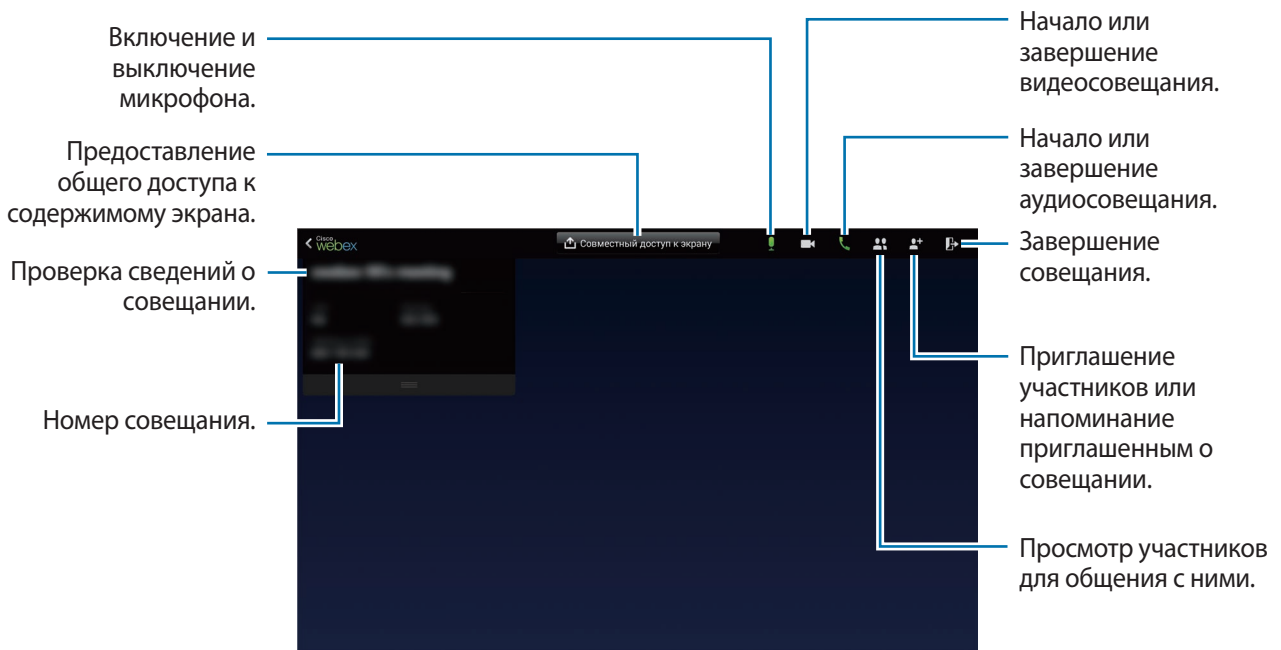 Включение и
выключение
микрофона.
Предоставление
общего доступа к
содержимому экрана.
Проверка сведений о
совещании.
Номер совещания.
Cisco
webex
Совместный доступ к экрану
Начало или
завершение
видеосовещания.
Начало или
завершение
аудиосовещания.
Завершение
совещания.
Приглашение
участников или
напоминание
приглашенным о
совещании.
Просмотр участников
для общения с ними.